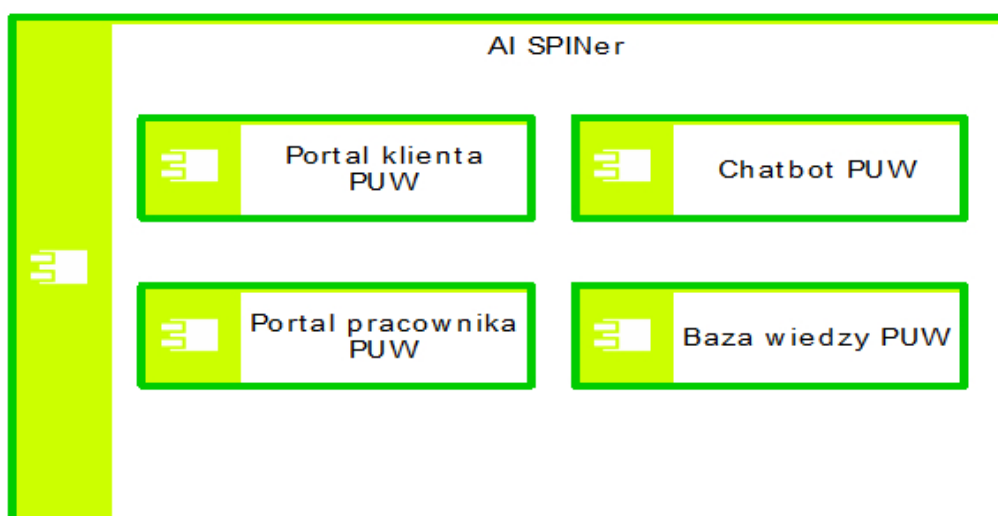 AI SPINer
Portal klienta
PUW
Chatbot PUW
Portal pracownika
PUW
Baza wiedzy PUW